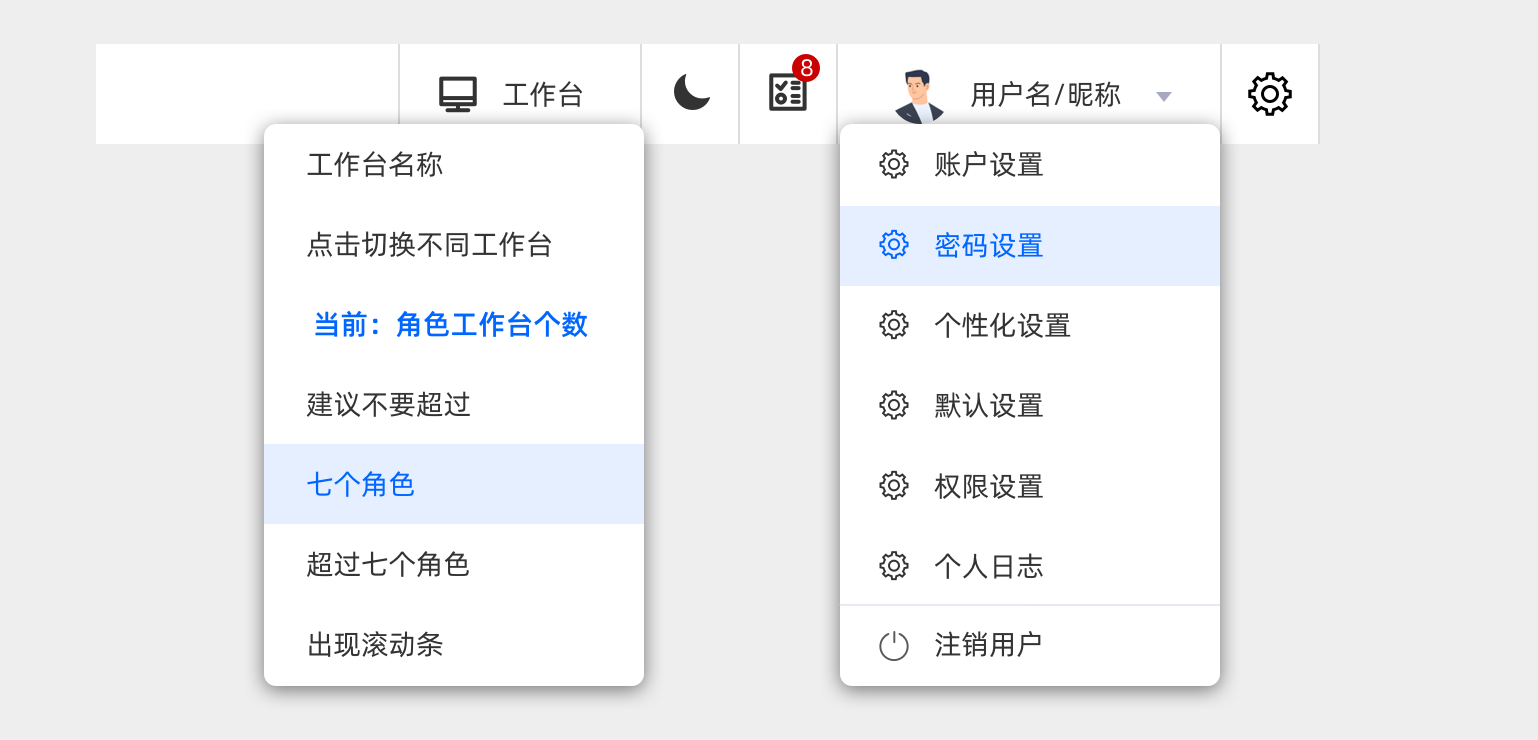 工作台
8
用户名/昵称
工作台名称
点击切换不同工作台
当前：角色工作台个数
建议不要超过
七个角色
超过七个角色
出现滚动条
账户设置
密码设置
个性化设置
默认设置
权限设置
个人日志
注销用户